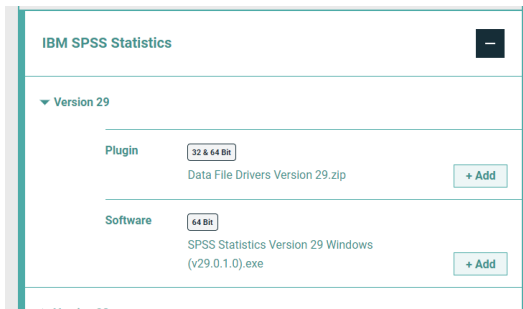 IBM SPSS Statistics
Version 29
Plugin
32 & 64 Bit
Data File Drivers Version 29.zip
+ Add
Software
64 Bit
SPSS Statistics Version 29 Windows
(v29.0.1.0).exe
+ Add